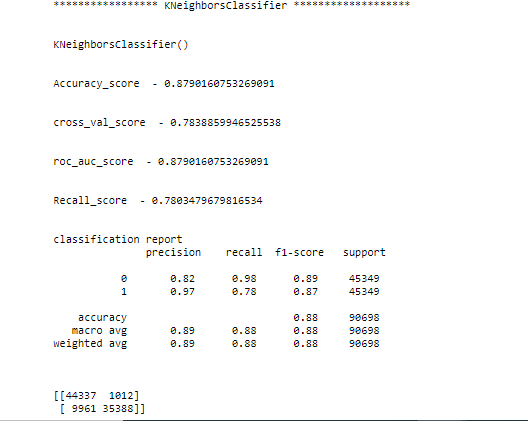 ***************** KNeighborsClassifier *******************
KNeighborsClassifier()
Accuracy_score  - 0.8790160753269091
cross_val_score  - 0.7838859946525538
roc_auc_score  - 0.8790160753269091
Recall_score  - 0.7803479679816534
classification report
              precision    recall  f1-score   support
           0       0.82      0.98      0.89     45349
           1       0.97      0.78      0.87     45349
    accuracy                           0.88     90698
   macro avg       0.89      0.88      0.88     90698
weighted avg       0.89      0.88      0.88     90698
[[44337  1012]
 [ 9961 35388]]